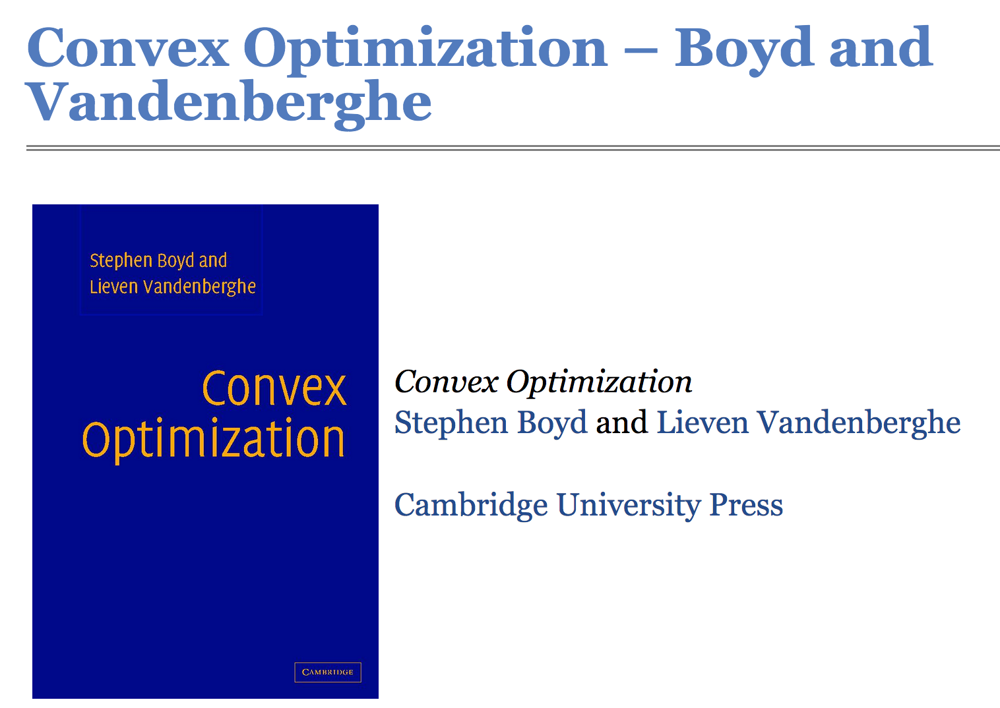 Convex Optimization – Boyd and
Vandenberghe
Stephen Boyd and
Lieven Vandenberghe
Convex
Optimization
CAMBRIDGE
Convex Optimization
Stephen Boyd and Lieven Vandenberghe
Cambridge University Press